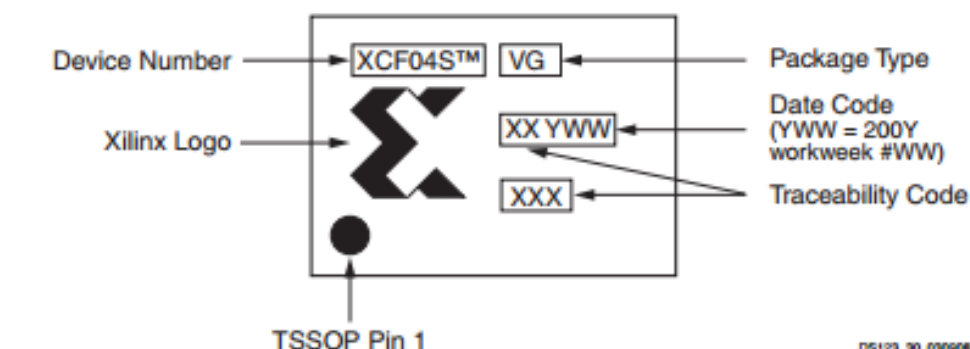 Device Number
XCF04S™ VG
Package Type
Xilinx Logo
XX YWW
Date Code
(YWW = 200Y
workweek #WW)
XXX
Traceability Code
TSSOP Pin 1